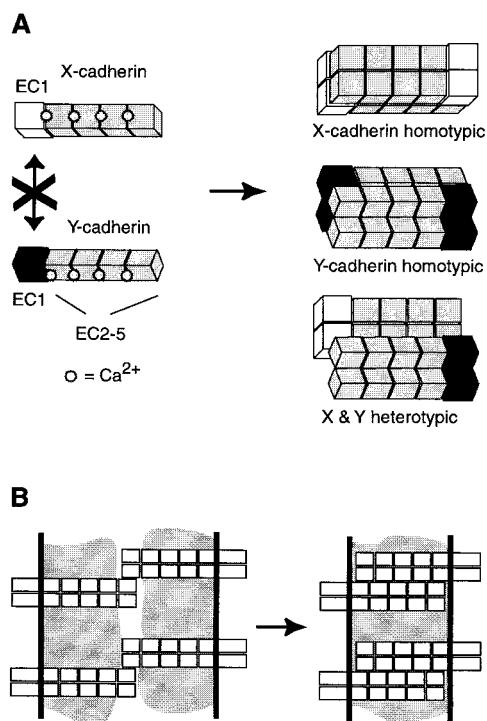 A
X-cadherin
EC1
X-cadherin homotypic
Y-cadherin
EC1
Y-cadherin homotypic
EC2-5
= Ca2+
X & Y heterotypic
B